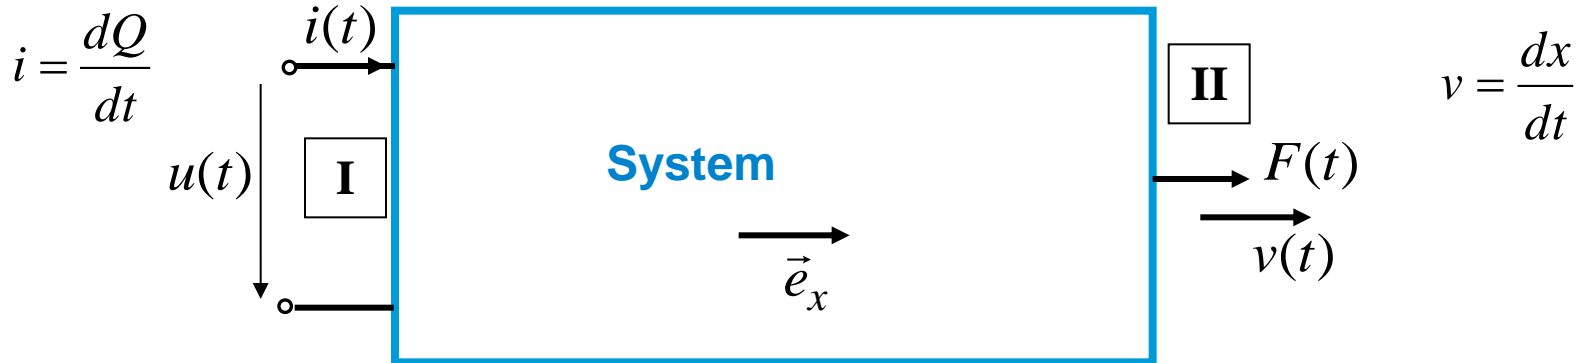 i = dQ/dt
i(t)
u(t)
I
System
e⃗ₓ
II
F(t)
v(t)
v = dx/dt